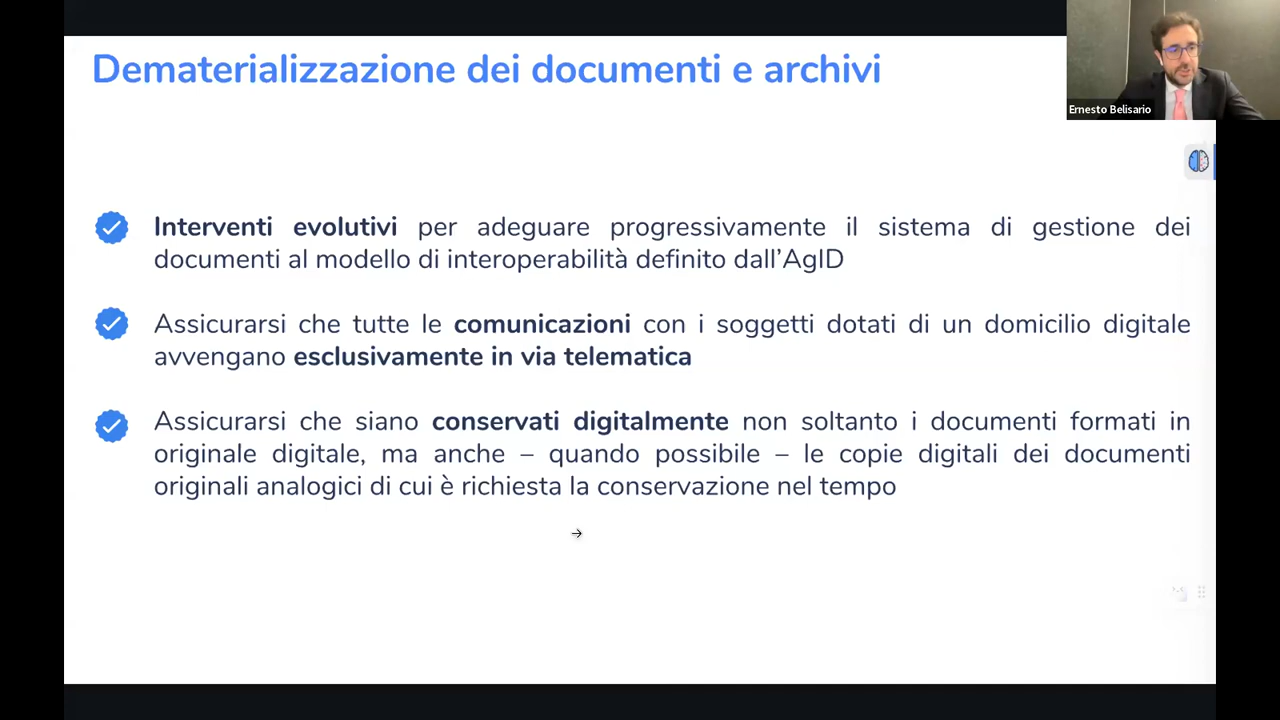 Dematerializzazione dei documenti e archivi
Ernesto Belisario
Interventi evolutivi per adeguare progressivamente il sistema di gestione dei
documenti al modello di interoperabilità definito dall’AgID
Assicurarsi che tutte le comunicazioni con i soggetti dotati di un domicilio digitale
avvengano esclusivamente in via telematica
Assicurarsi che siano conservati digitalmente non soltanto i documenti formati in
originale digitale, ma anche – quando possibile – le copie digitali dei documenti
originali analogici di cui è richiesta la conservazione nel tempo